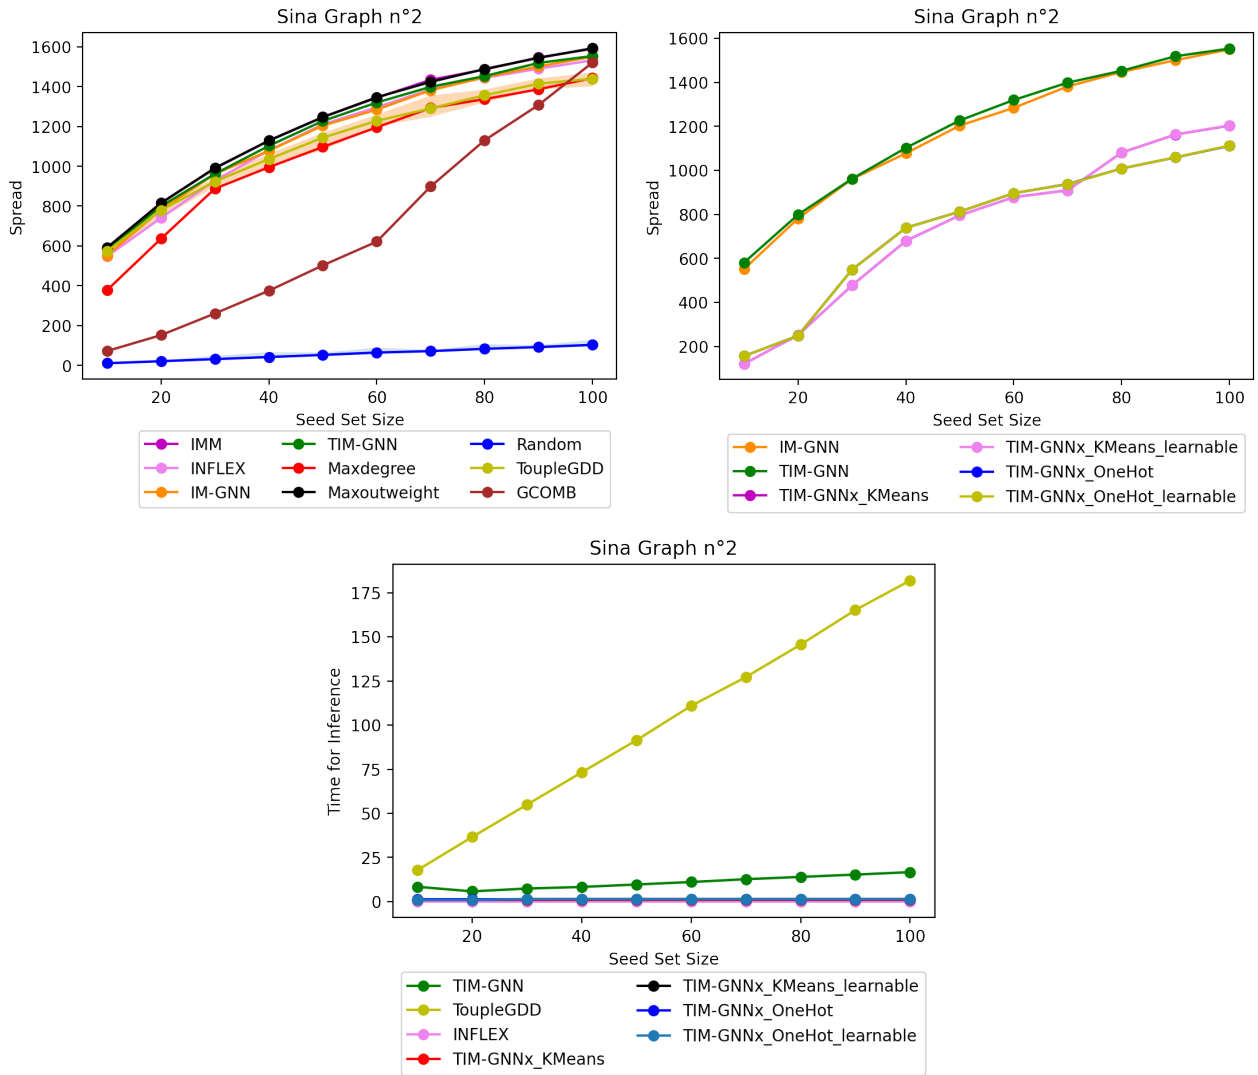 Sina Graph n°2
1600
1400
1200
1000
800
600
400
200
0
Spread
20 40 60 80 100
Seed Set Size
IMM TIM-GNN Random
INFLEX Maxdegree ToupleGDD
IM-GNN Maxoutweight GCOMB
Sina Graph n°2
1600
1400
1200
1000
800
600
400
200
Spread
20 40 60 80 100
Seed Set Size
IM-GNN TIM-GNNx_KMeans_learnable
TIM-GNN TIM-GNNx_OneHot
TIM-GNNx_KMeans TIM-GNNx_OneHot_learnable
Sina Graph n°2
175
150
125
100
75
50
25
0
Time for Inference
20 40 60 80 100
Seed Set Size
TIM-GNN TIM-GNNx_KMeans_learnable
ToupleGDD TIM-GNNx_OneHot
INFLEX TIM-GNNx_OneHot_learnable
TIM-GNNx_KMeans